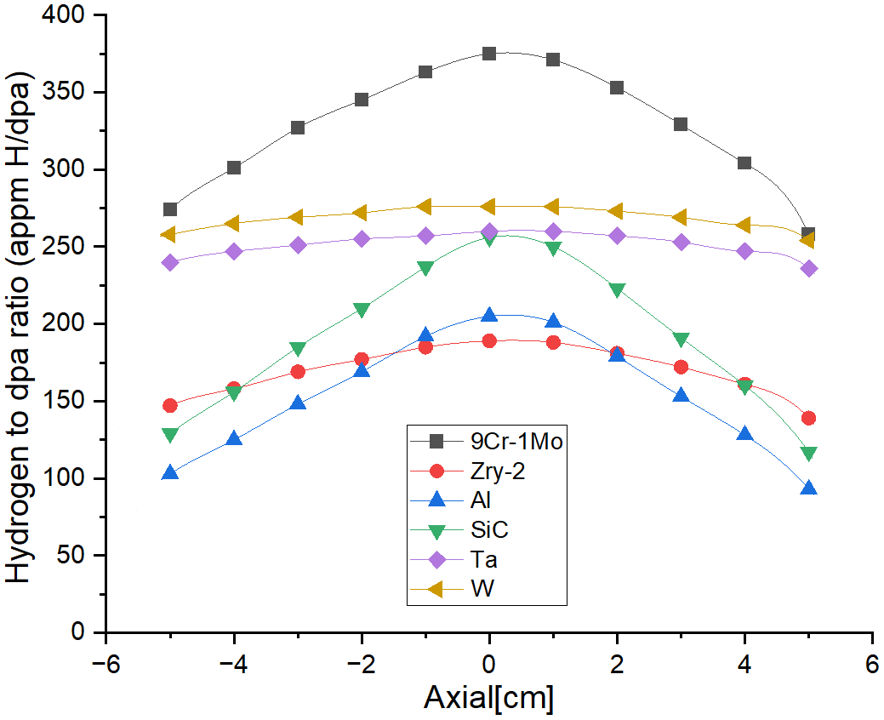 Hydrogen to dpa ratio (appm H/dpa)
400
350
300
250
200
150
100
50
0
9Cr-1Mo
Zry-2
Al
SiC
Ta
W
−6 −4 −2 0 2 4 6
Axial[cm]